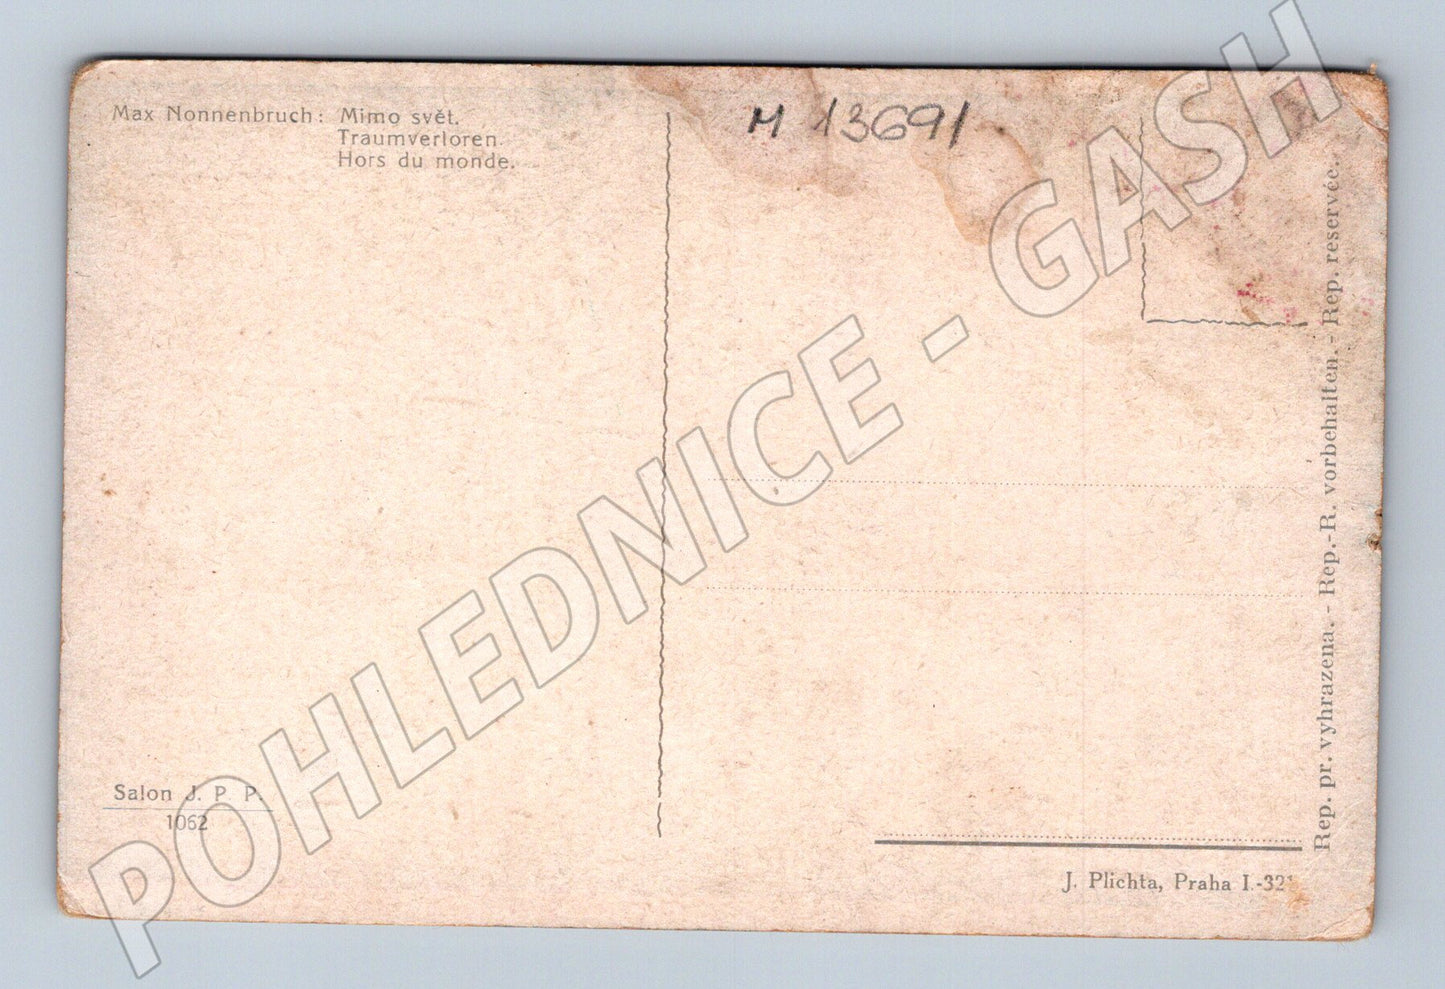 Max Nonnenbruch: Mimo svět.
Traumverloren.
Hors du monde.
M 13691
Salon J. P. P.
1062
J. Plichta, Praha I.-321
Rep. pr. vyhrazena. - Rep.-R. vorbehalten. - Rep. reservée.
POHLEDNICE - GASH